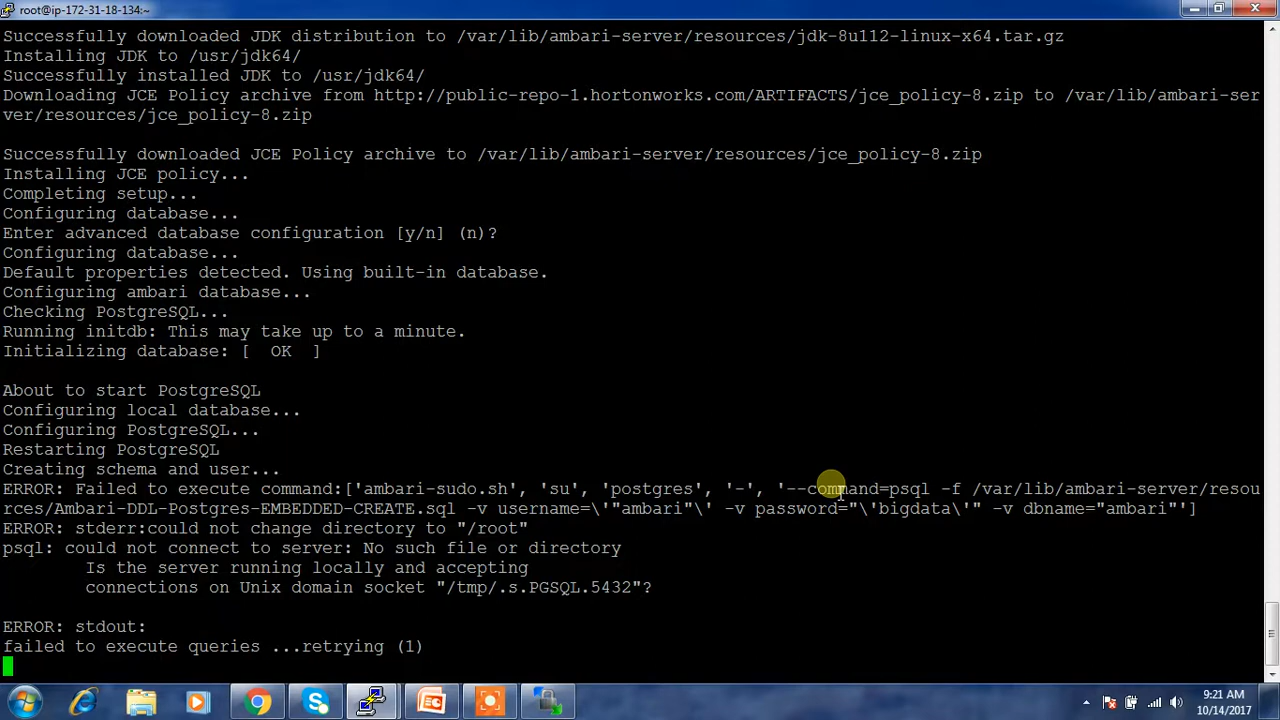 root@ip-172-31-18-134:~
Successfully downloaded JDK distribution to /var/lib/ambari-server/resources/jdk-8u112-linux-x64.tar.gz
Installing JDK to /usr/jdk64/
Successfully installed JDK to /usr/jdk64/
Downloading JCE Policy archive from http://public-repo-1.hortonworks.com/ARTIFACTS/jce_policy-8.zip to /var/lib/ambari-ser
ver/resources/jce_policy-8.zip
Successfully downloaded JCE Policy archive to /var/lib/ambari-server/resources/jce_policy-8.zip
Installing JCE policy...
Completing setup...
Configuring database...
Enter advanced database configuration [y/n] (n)?
Configuring database...
Default properties detected. Using built-in database.
Configuring ambari database...
Checking PostgreSQL...
Running initdb: This may take up to a minute.
Initializing database: [  OK  ]
About to start PostgreSQL
Configuring local database...
Configuring PostgreSQL...
Restarting PostgreSQL
Creating schema and user...
ERROR: Failed to execute command:['ambari-sudo.sh', 'su', 'postgres', '-', '--command=psql -f /var/lib/ambari-server/resou
rces/Ambari-DDL-Postgres-EMBEDDED-CREATE.sql -v username=\'"ambari"\' -v password="\'bigdata\'" -v dbname="ambari"']
ERROR: stderr:could not change directory to "/root"
psql: could not connect to server: No such file or directory
Is the server running locally and accepting
connections on Unix domain socket "/tmp/.s.PGSQL.5432"?
ERROR: stdout:
failed to execute queries ...retrying (1)
9:21 AM
10/14/2017